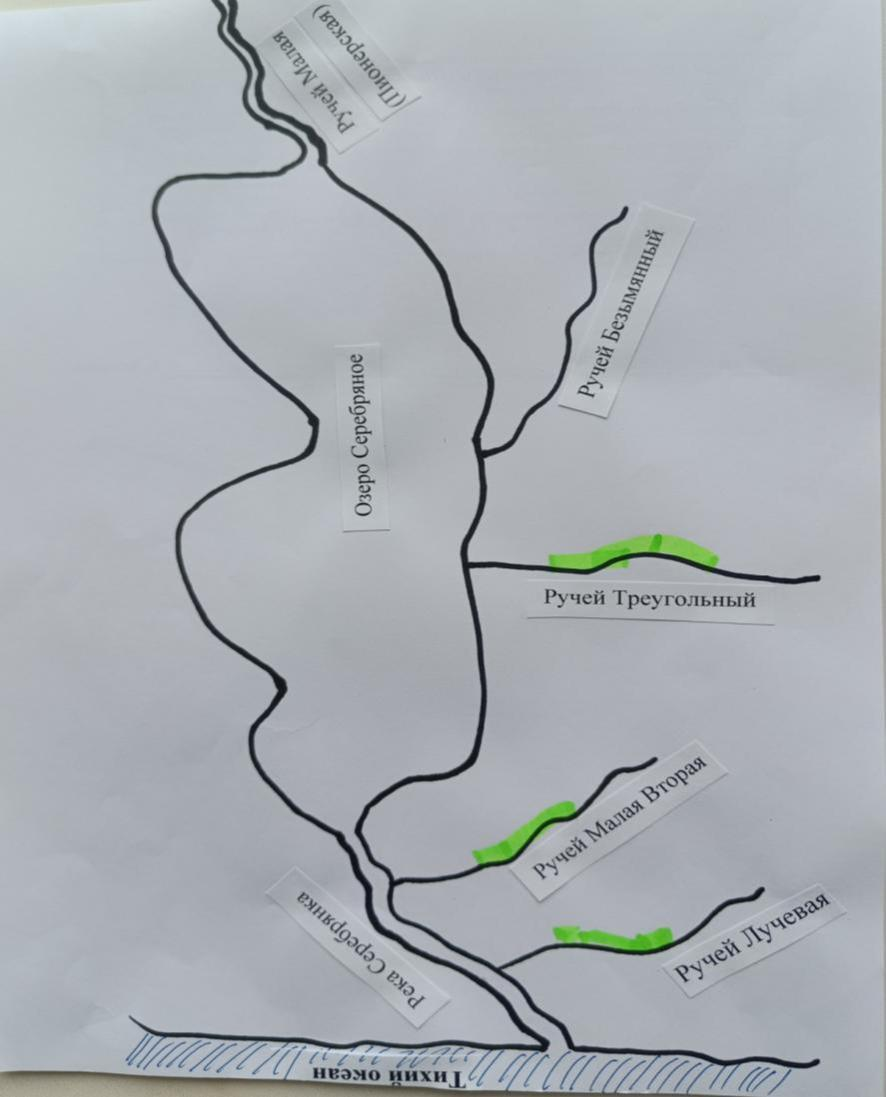 Ручей Малая
(Пионерская)
Ручей Безымянный
Озеро Серебряное
Ручей Треугольный
Ручей Малая Вторая
Ручей Лучевая
Река Серебрянка
Тихий океан